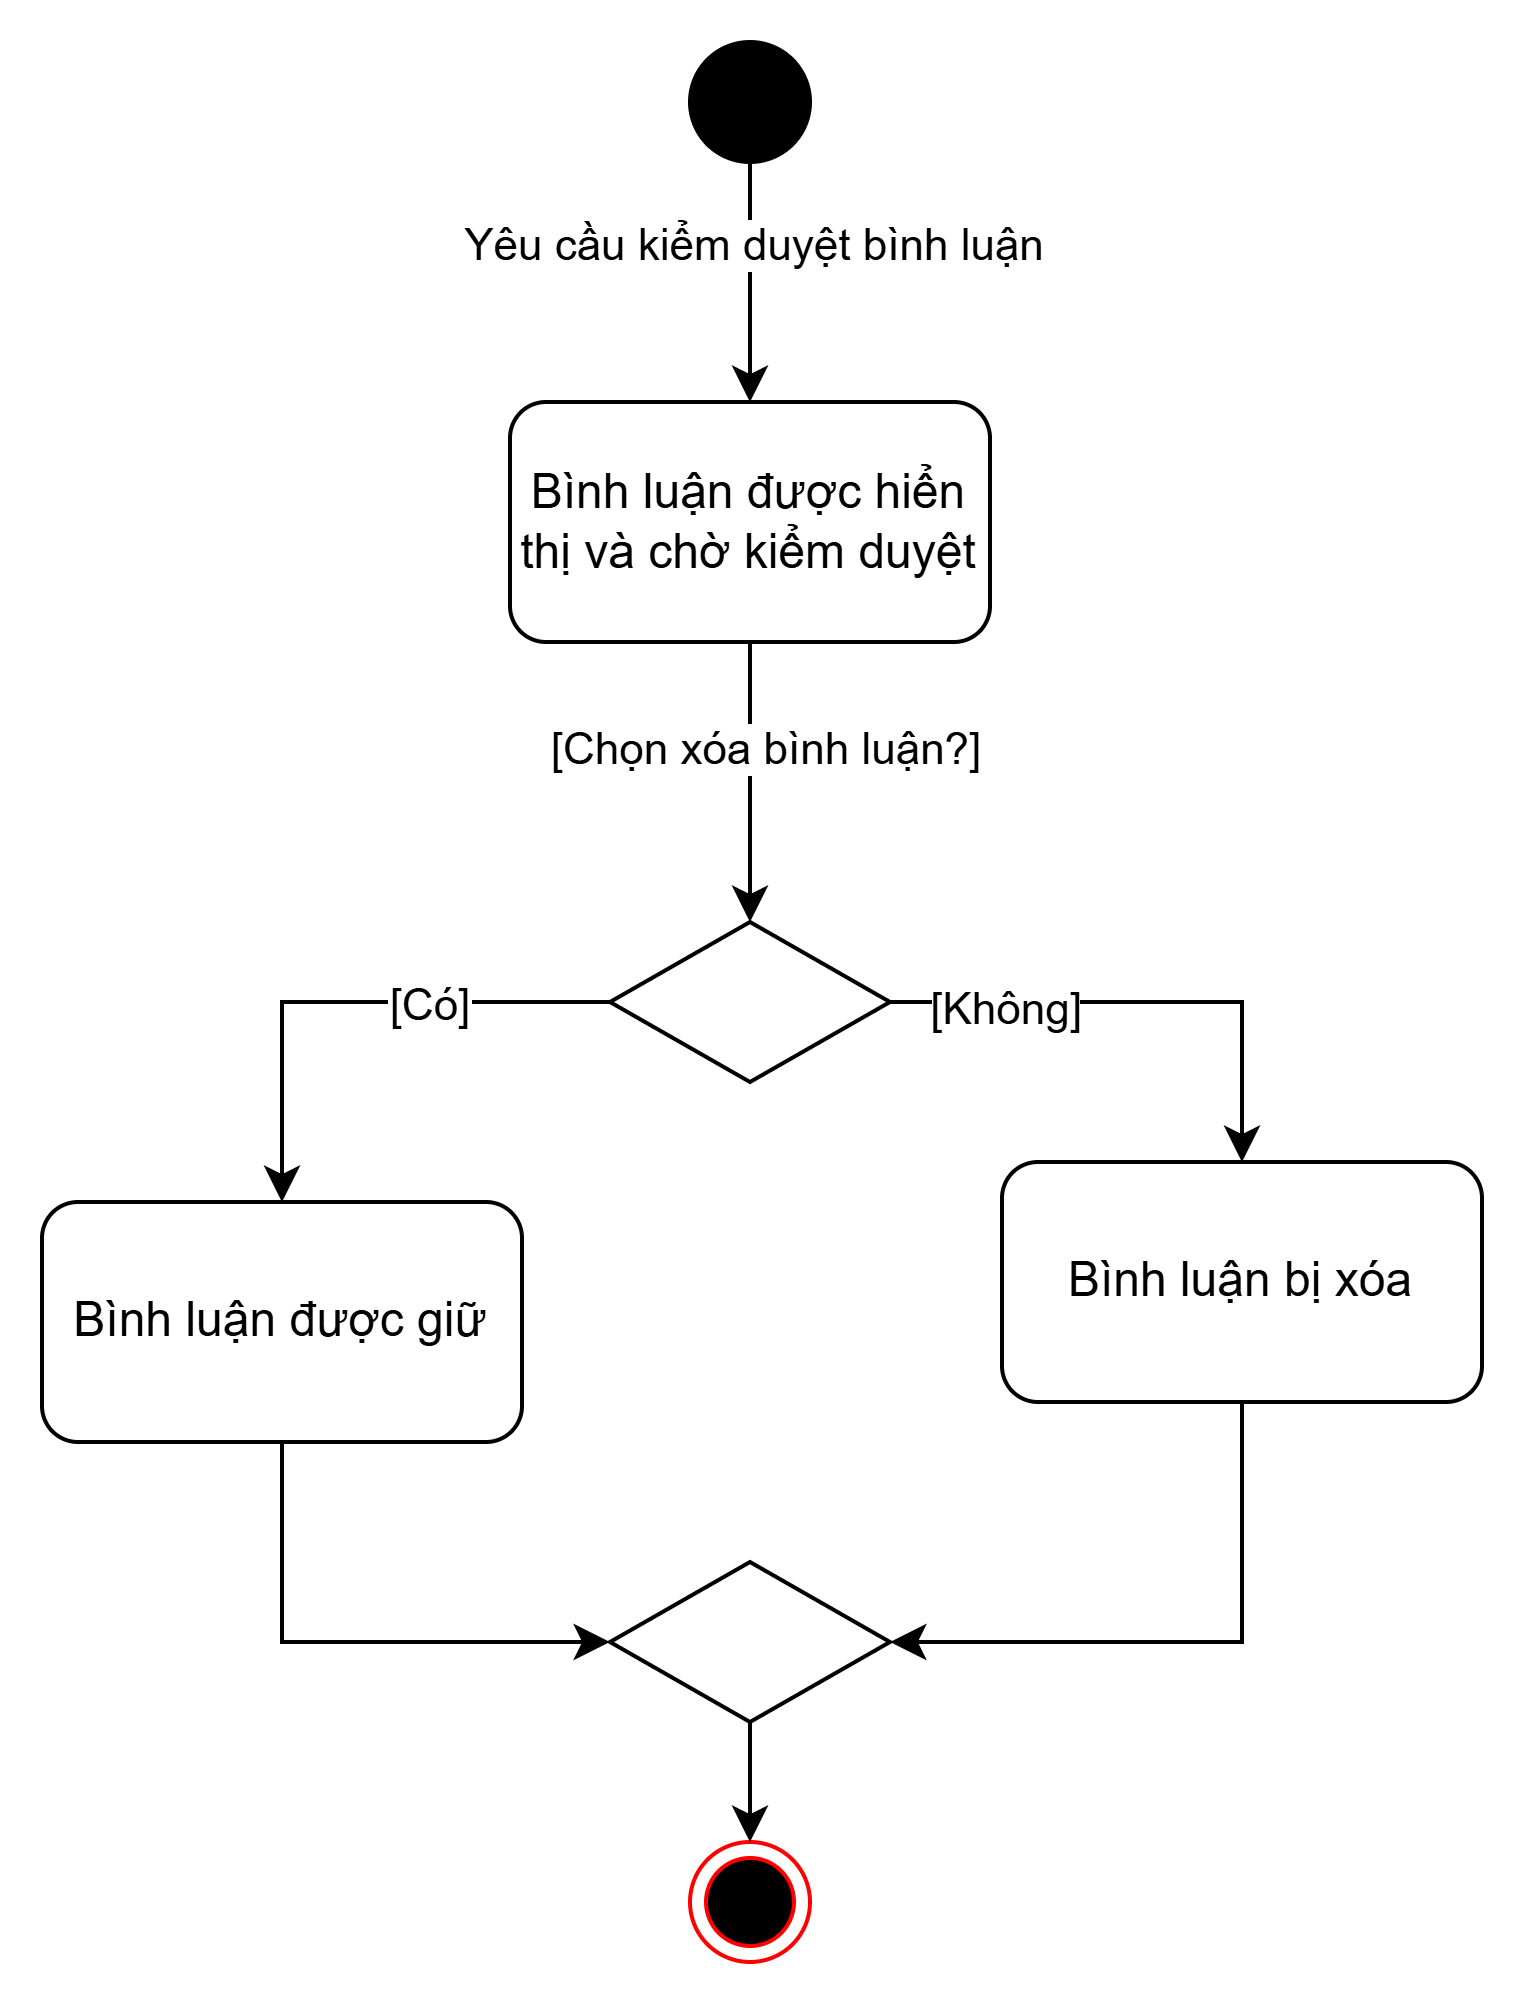 Yêu cầu kiểm duyệt bình luận
Bình luận được hiển
thị và chờ kiểm duyệt
[Chọn xóa bình luận?]
[Có]
[Không]
Bình luận được giữ
Bình luận bị xóa